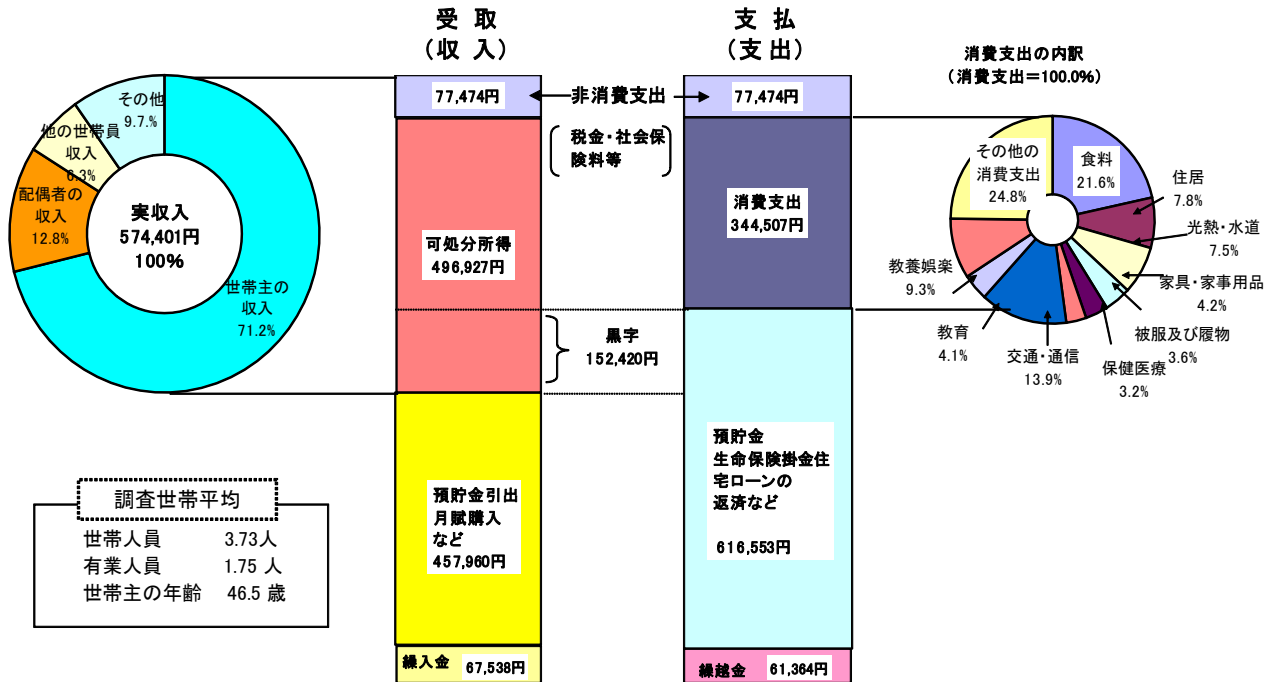 受 取
(収 入)
支 払
(支 出)
消費支出の内訳
(消費支出=100.0%)
その他
9.7.%
他の世帯員
収入
6.3%
配偶者の
収入
12.8%
実収入
574,401円
100%
世帯主の
収入
71.2%
77,474円
非消費支出
77,474円
税金・社会保
険料等
可処分所得
496,927円
消費支出
344,507円
黒字
152,420円
預貯金引出
月賦購入
など
457,960円
預貯金
生命保険掛金住
宅ローンの
返済など
616,553円
繰入金 67,538円
繰越金 61,364円
その他の
消費支出
24.8%
食料
21.6%
住居
7.8%
光熱・水道
7.5%
家具・家事用品
4.2%
被服及び履物
3.6%
保健医療
3.2%
交通・通信
13.9%
教育
4.1%
教養娯楽
9.3%
調査世帯平均
世帯人員 3.73人
有業人員 1.75 人
世帯主の年齢 46.5 歳